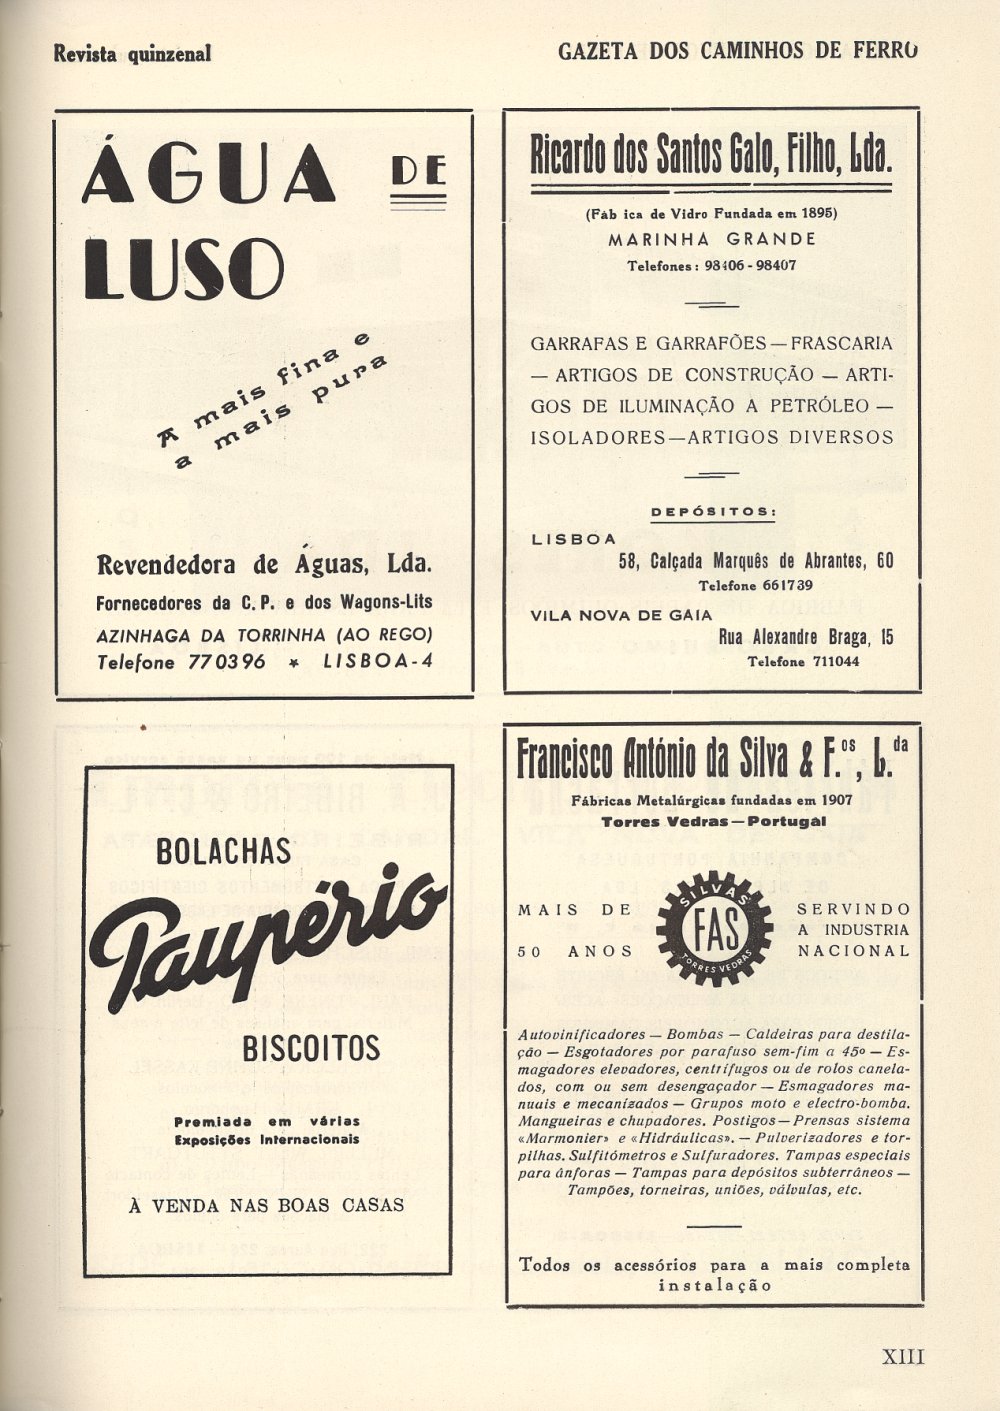 Revista quinzenal
GAZETA DOS CAMINHOS DE FERRO
ÁGUA DE
LUSO
A mais fina e
a mais pura
Revendedora de Águas, Lda.
Fornecedores da C. P. e dos Wagons-Lits
AZINHAGA DA TORRINHA (AO REGO)
Telefone 770396 * LISBOA-4
Ricardo dos Santos Galo, Filho, Lda.
(Fáb ica de Vidro Fundada em 1895)
MARINHA GRANDE
Telefones: 98406 - 98407
GARRAFAS E GARRAFÕES — FRASCARIA
— ARTIGOS DE CONSTRUÇÃO — ARTI-
GOS DE ILUMINAÇÃO A PETRÓLEO —
ISOLADORES — ARTIGOS DIVERSOS
DEPÓSITOS:
LISBOA
58, Calçada Marquês de Abrantes, 60
Telefone 661739
VILA NOVA DE GAIA
Rua Alexandre Braga, 15
Telefone 711044
BOLACHAS
Paupério
BISCOITOS
Premiada em várias
Exposições Internacionais
À VENDA NAS BOAS CASAS
Francisco António da Silva & F.os, L.da
Fábricas Metalúrgicas fundadas em 1907
Torres Vedras — Portugal
MAIS DE
50 ANOS
SILVAS
FAS
TORRES VEDRAS
SERVINDO
A INDUSTRIA
NACIONAL
Autovinificadores — Bombas — Caldeiras para destila-
ção — Esgotadores por parafuso sem-fim a 45º — Es-
magadores elevadores, centrífugos ou de rolos canela-
dos, com ou sem desengaçador — Esmagadores ma-
nuais e mecanizados — Grupos moto e electro-bomba.
Mangueiras e chupadores. Postigos — Prensas sistema
«Marmonier» e «Hidráulicas». — Pulverizadores e tor-
pilhas. Sulfitómetros e Sulfuradores. Tampas especiais
para ânforas — Tampas para depósitos subterrâneos —
Tampões, torneiras, uniões, válvulas, etc.
Todos os acessórios para a mais completa
instalação
XIII